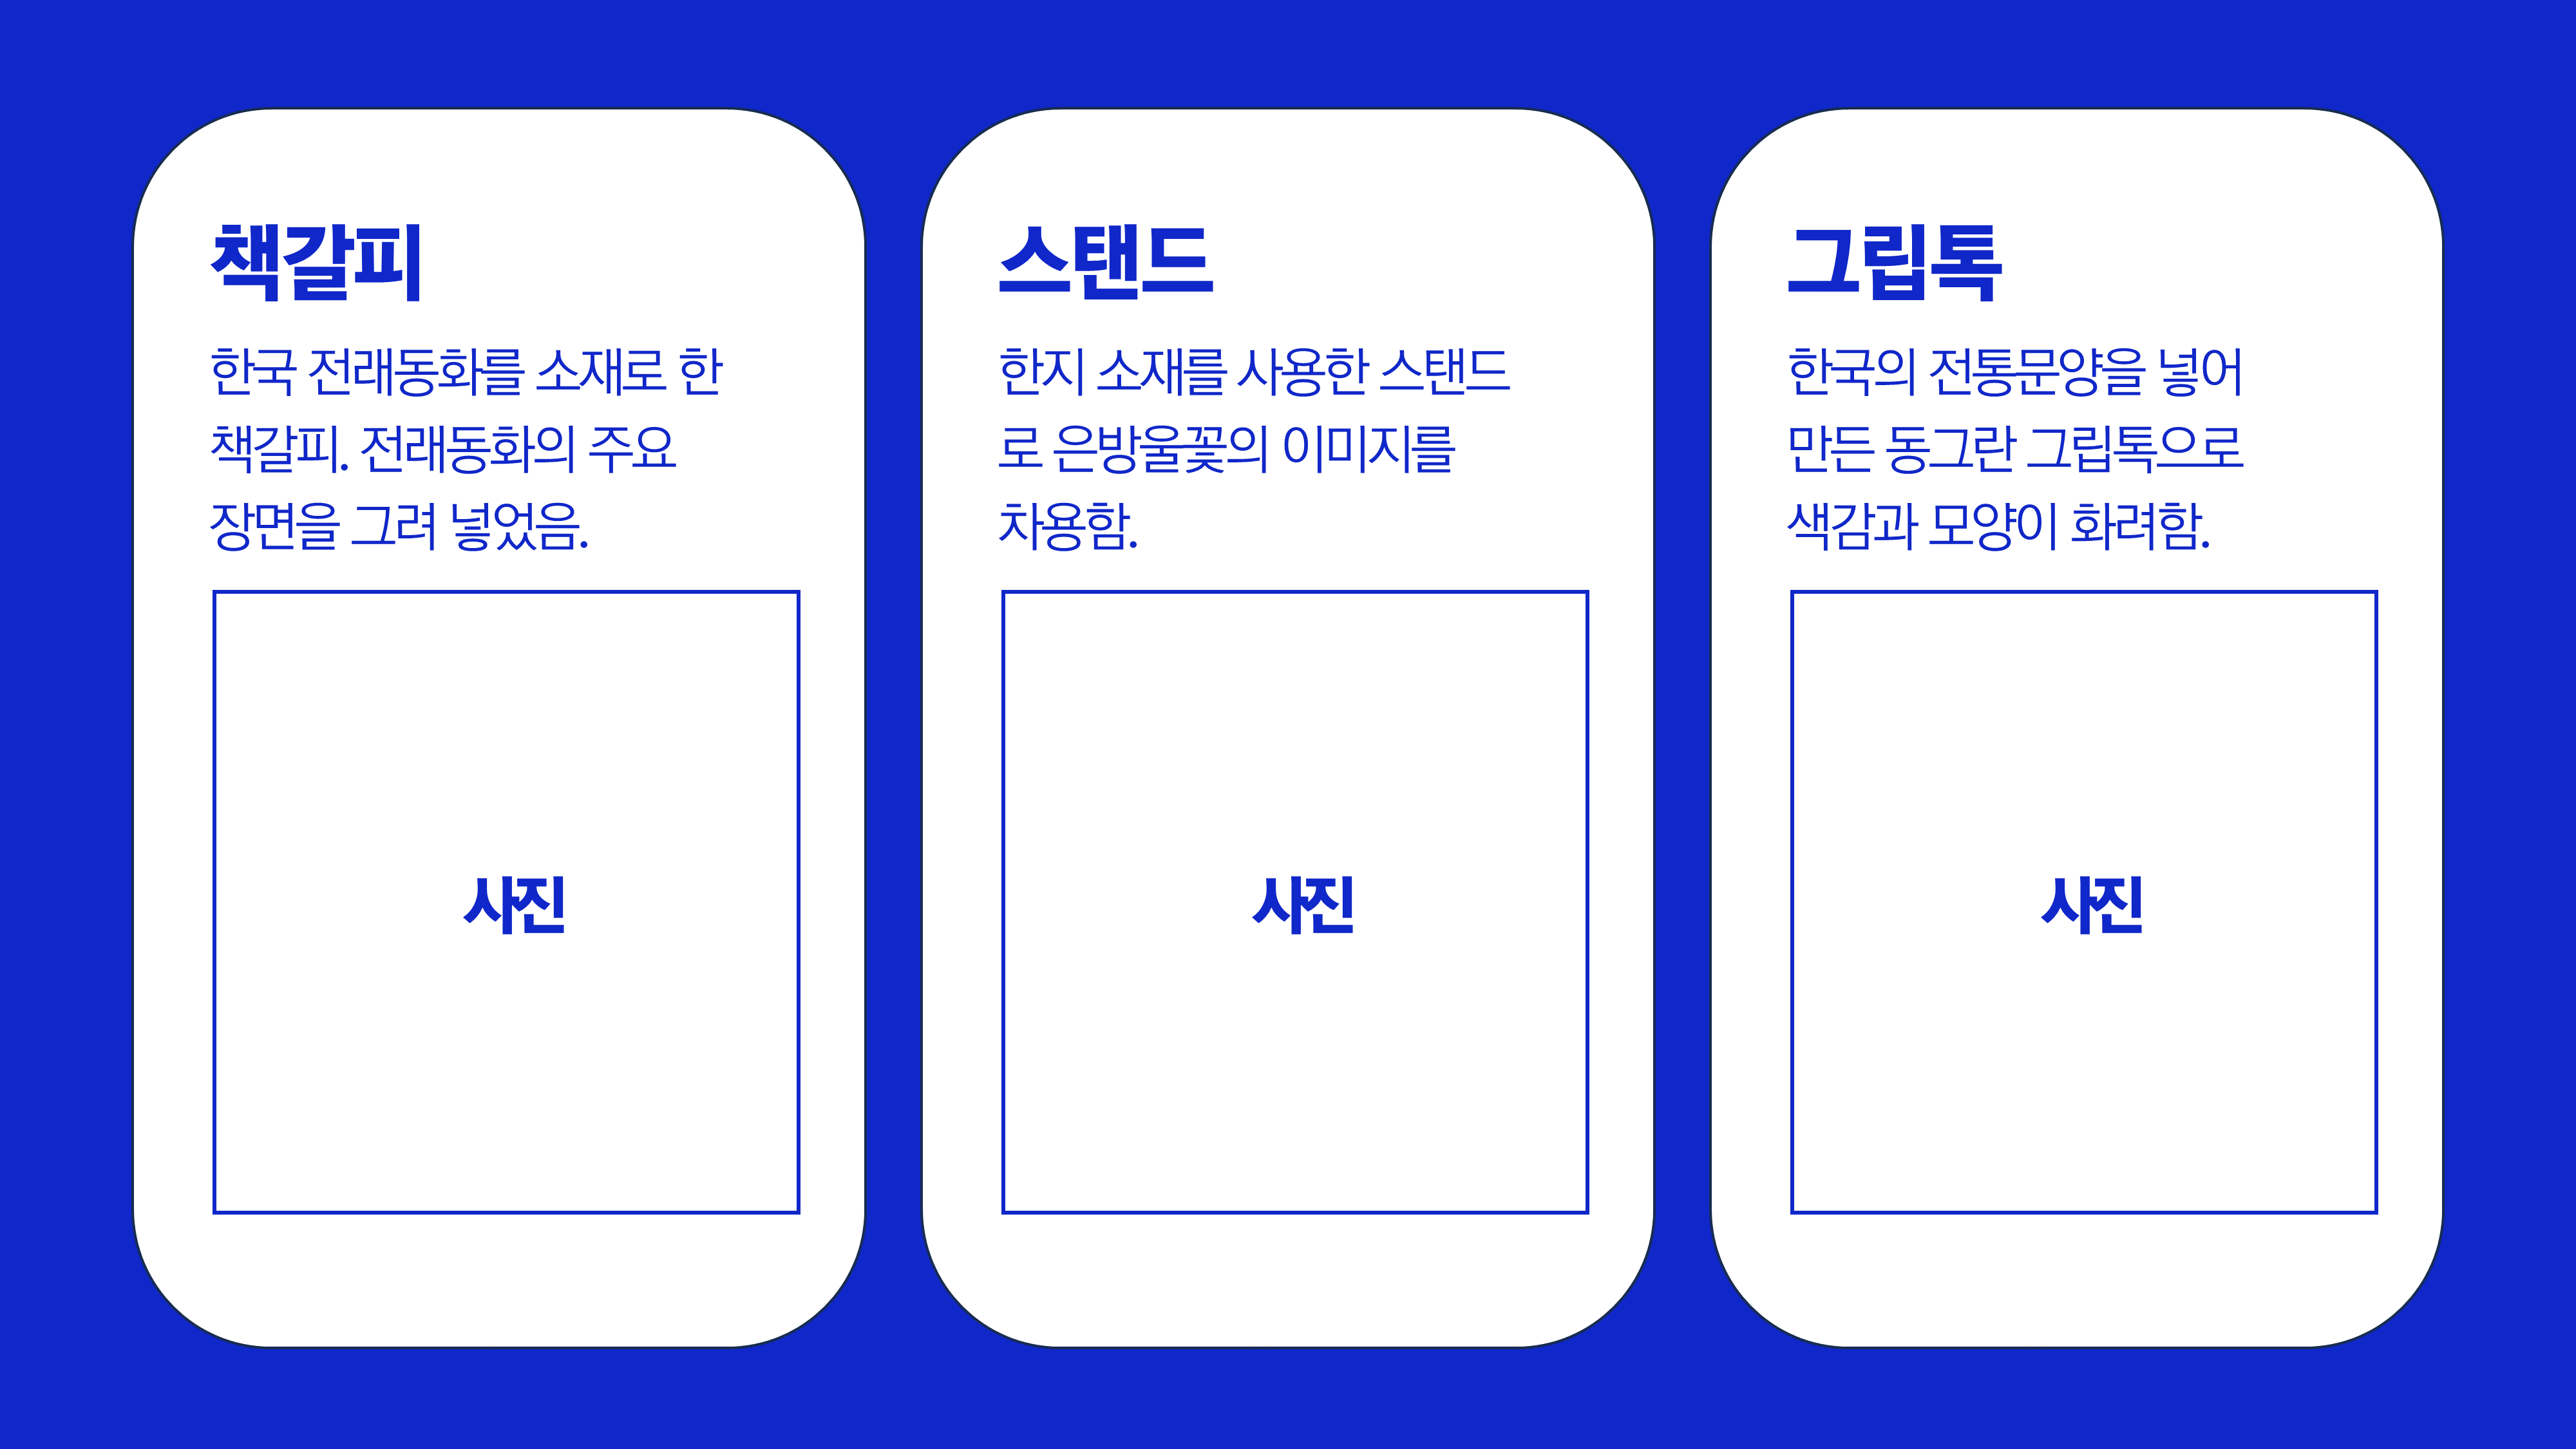 책갈피
한국 전래동화를 소재로 한
책갈피. 전래동화의 주요
장면을 그려 넣었음.
사진
스탠드
한지 소재를 사용한 스탠드
로 은방울꽃의 이미지를
차용함.
사진
그립톡
한국의 전통문양을 넣어
만든 동그란 그립톡으로
색감과 모양이 화려함.
사진